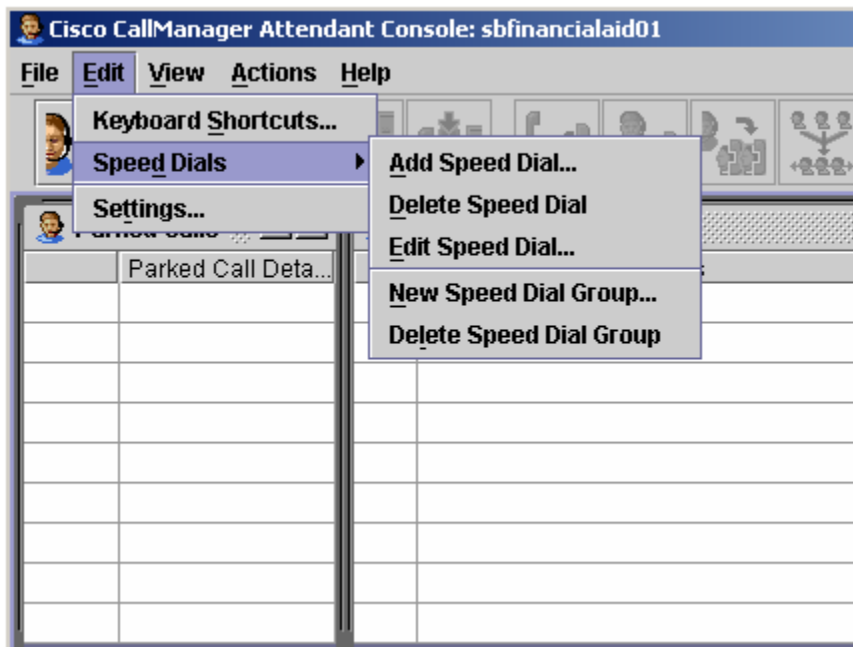 Cisco CallManager Attendant Console: sbfinancialaid01
File Edit View Actions Help
Keyboard Shortcuts...
Speed Dials
Settings...
Add Speed Dial...
Delete Speed Dial
Edit Speed Dial...
New Speed Dial Group...
Delete Speed Dial Group
Parked Call Deta...